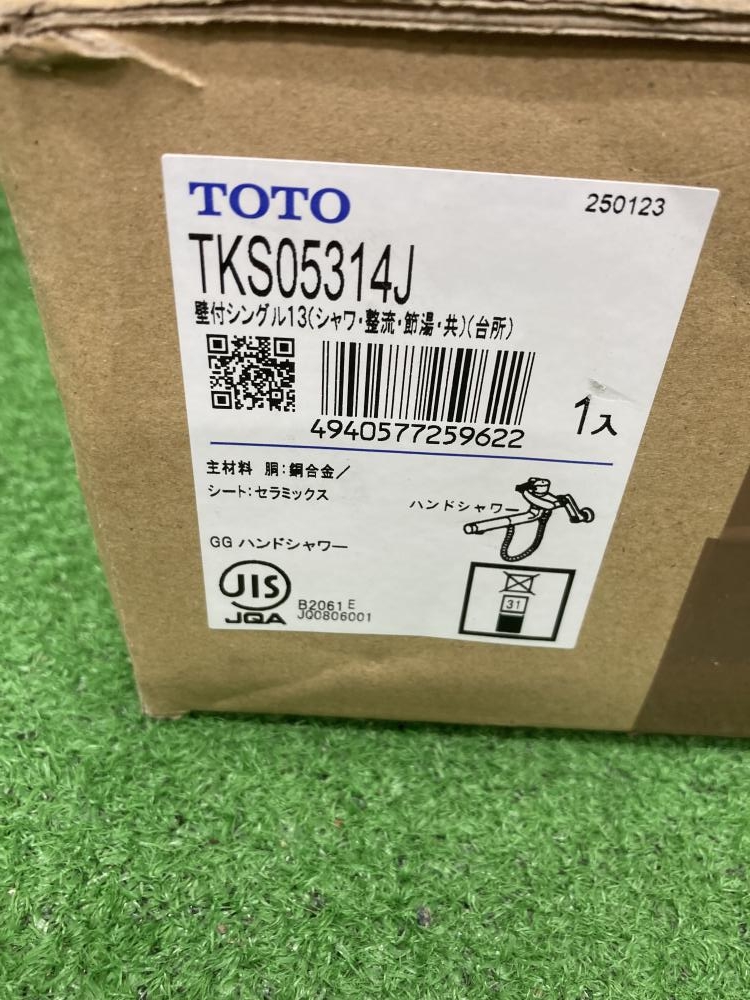 TOTO
250123
TKS05314J
壁付シングル13(シャワ・整流・節湯・共)(台所)
4940577259622
1入
主材料 胴:銅合金/
シート:セラミックス
ハンドシャワー
GG ハンドシャワー
JIS
JQA
B2061 E
JQ0806001
31